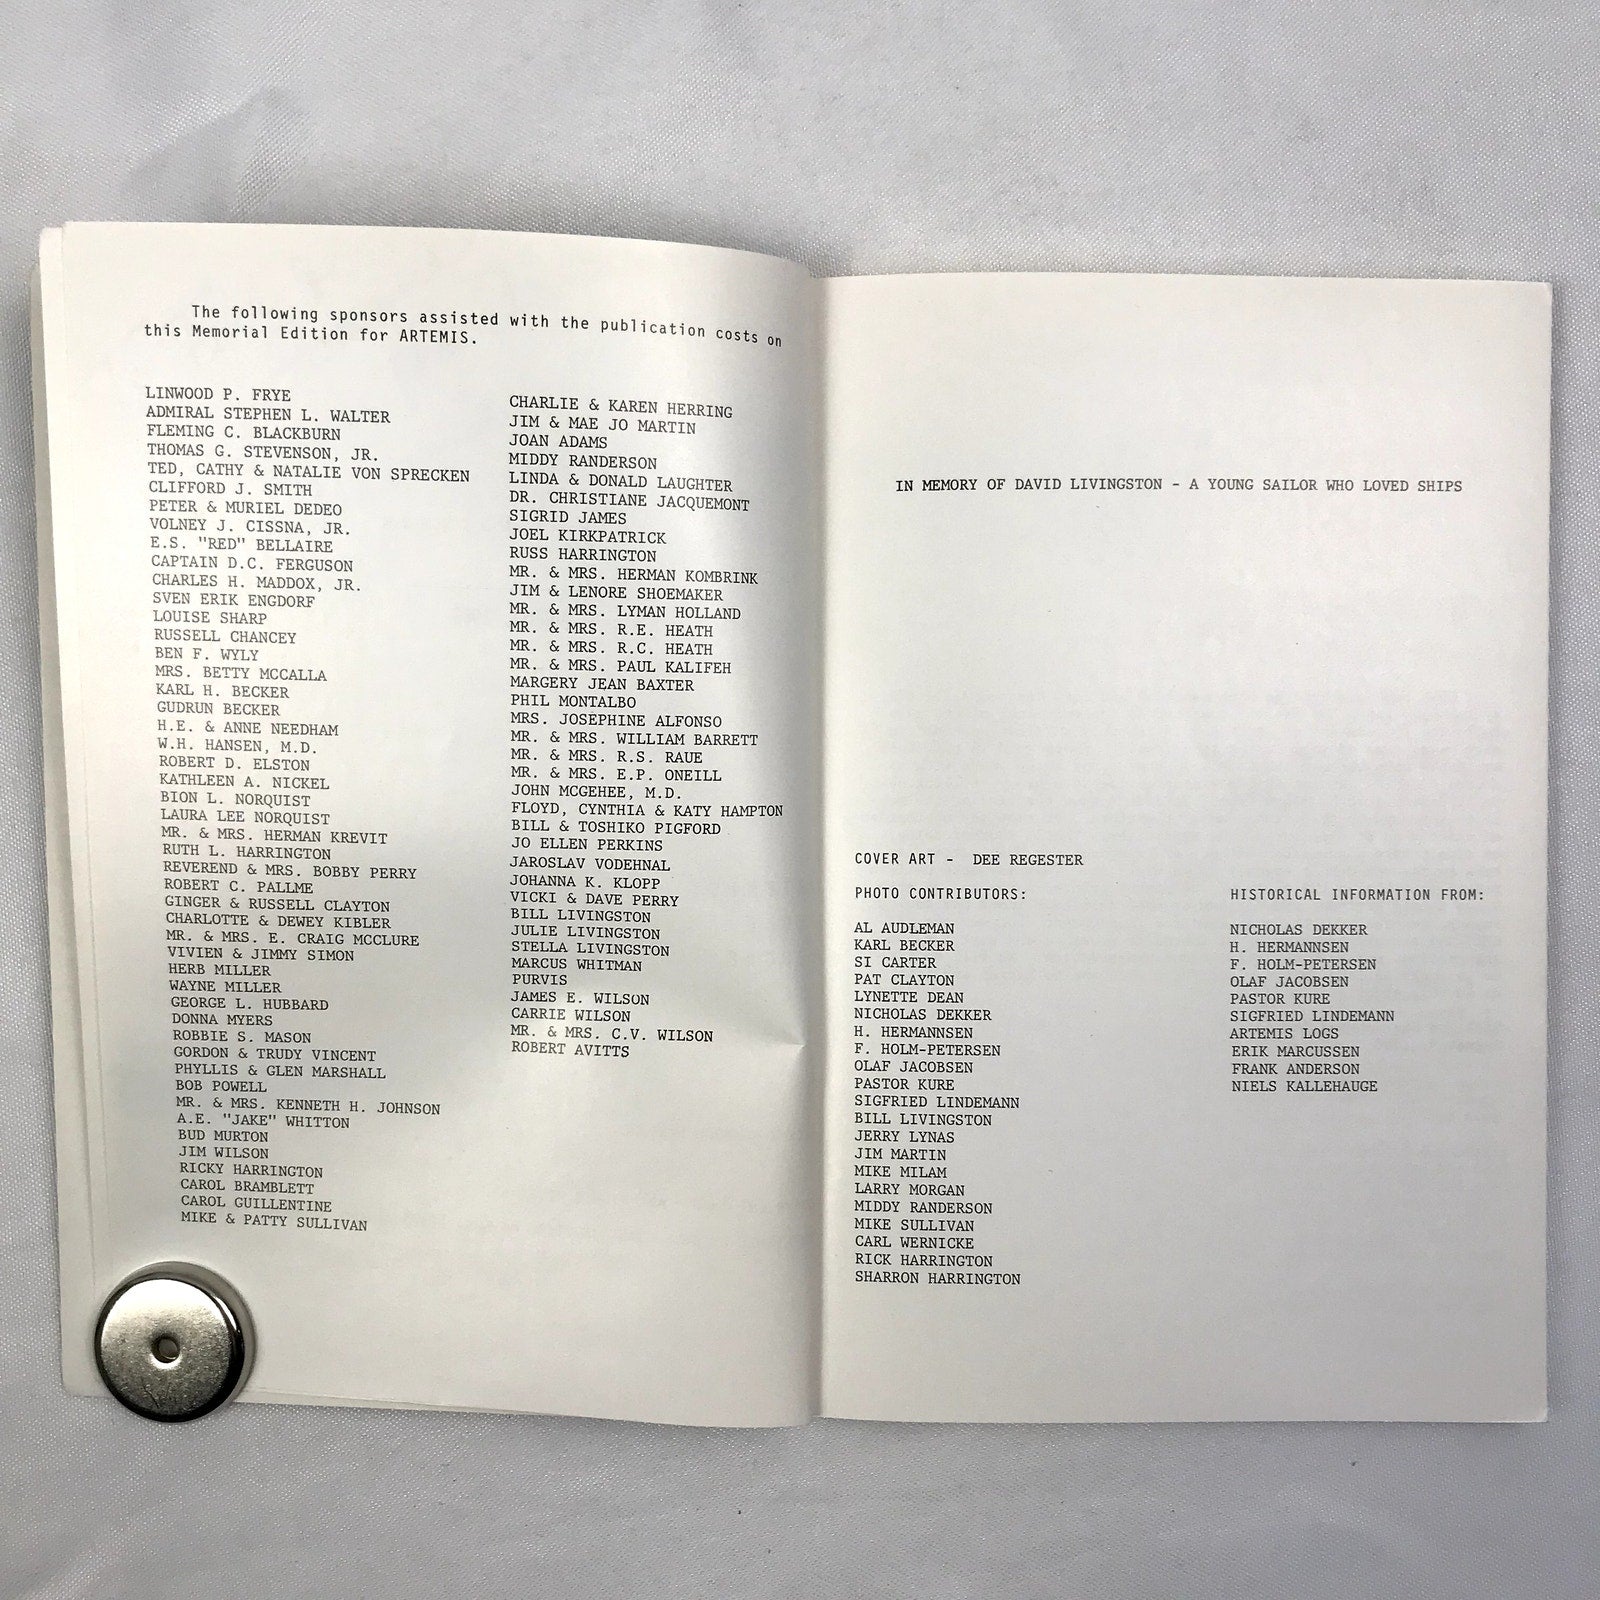 The following sponsors assisted with the publication costs on
this Memorial Edition for ARTEMIS.
LINWOOD P. FRYE
ADMIRAL STEPHEN L. WALTER
FLEMING C. BLACKBURN
THOMAS G. STEVENSON, JR.
TED, CATHY & NATALIE VON SPRECKEN
CLIFFORD J. SMITH
PETER & MURIEL DEDEO
VOLNEY J. CISSNA, JR.
E.S. "RED" BELLAIRE
CAPTAIN D.C. FERGUSON
CHARLES H. MADDOX, JR.
SVEN ERIK ENGDORF
LOUISE SHARP
RUSSELL CHANCEY
BEN F. WYLY
MRS. BETTY MCCALLA
KARL H. BECKER
GUDRUN BECKER
H.E. & ANNE NEEDHAM
W.H. HANSEN, M.D.
ROBERT D. ELSTON
KATHLEEN A. NICKEL
BION L. NORQUIST
LAURA LEE NORQUIST
MR. & MRS. HERMAN KREVIT
RUTH L. HARRINGTON
REVEREND & MRS. BOBBY PERRY
ROBERT C. PALLME
GINGER & RUSSELL CLAYTON
CHARLOTTE & DEWEY KIBLER
MR. & MRS. E. CRAIG MCCLURE
VIVIEN & JIMMY SIMON
HERB MILLER
WAYNE MILLER
GEORGE L. HUBBARD
DONNA MYERS
ROBBIE S. MASON
GORDON & TRUDY VINCENT
PHYLLIS & GLEN MARSHALL
BOB POWELL
MR. & MRS. KENNETH H. JOHNSON
A.E. "JAKE" WHITTON
BUD MURTON
JIM WILSON
RICKY HARRINGTON
CAROL BRAMBLETT
CAROL GUILLENTINE
MIKE & PATTY SULLIVAN
CHARLIE & KAREN HERRING
JIM & MAE JO MARTIN
JOAN ADAMS
MIDDY RANDERSON
LINDA & DONALD LAUGHTER
DR. CHRISTIANE JACQUEMONT
SIGRID JAMES
JOEL KIRKPATRICK
RUSS HARRINGTON
MR. & MRS. HERMAN KOMBRINK
JIM & LENORE SHOEMAKER
MR. & MRS. LYMAN HOLLAND
MR. & MRS. R.E. HEATH
MR. & MRS. R.C. HEATH
MR. & MRS. PAUL KALIFEH
MARGERY JEAN BAXTER
PHIL MONTALBO
MRS. JOSEPHINE ALFONSO
MR. & MRS. WILLIAM BARRETT
MR. & MRS. R.S. RAUE
MR. & MRS. E.P. ONEILL
JOHN MCGEHEE, M.D.
FLOYD, CYNTHIA & KATY HAMPTON
BILL & TOSHIKO PIGFORD
JO ELLEN PERKINS
JAROSLAV VODEHNAL
JOHANNA K. KLOPP
VICKI & DAVE PERRY
BILL LIVINGSTON
JULIE LIVINGSTON
STELLA LIVINGSTON
MARCUS WHITMAN
PURVIS
JAMES E. WILSON
CARRIE WILSON
MR. & MRS. C.V. WILSON
ROBERT AVITTS
IN MEMORY OF DAVID LIVINGSTON - A YOUNG SAILOR WHO LOVED SHIPS
COVER ART - DEE REGESTER
PHOTO CONTRIBUTORS:
AL AUDLEMAN
KARL BECKER
SI CARTER
PAT CLAYTON
LYNETTE DEAN
NICHOLAS DEKKER
H. HERMANNSEN
F. HOLM-PETERSEN
OLAF JACOBSEN
PASTOR KURE
SIGFRIED LINDEMANN
BILL LIVINGSTON
JERRY LYNAS
JIM MARTIN
MIKE MILAM
LARRY MORGAN
MIDDY RANDERSON
MIKE SULLIVAN
CARL WERNICKE
RICK HARRINGTON
SHARRON HARRINGTON
HISTORICAL INFORMATION FROM:
NICHOLAS DEKKER
H. HERMANNSEN
F. HOLM-PETERSEN
OLAF JACOBSEN
PASTOR KURE
SIGFRIED LINDEMANN
ARTEMIS LOGS
ERIK MARCUSSEN
FRANK ANDERSON
NIELS KALLEHAUGE